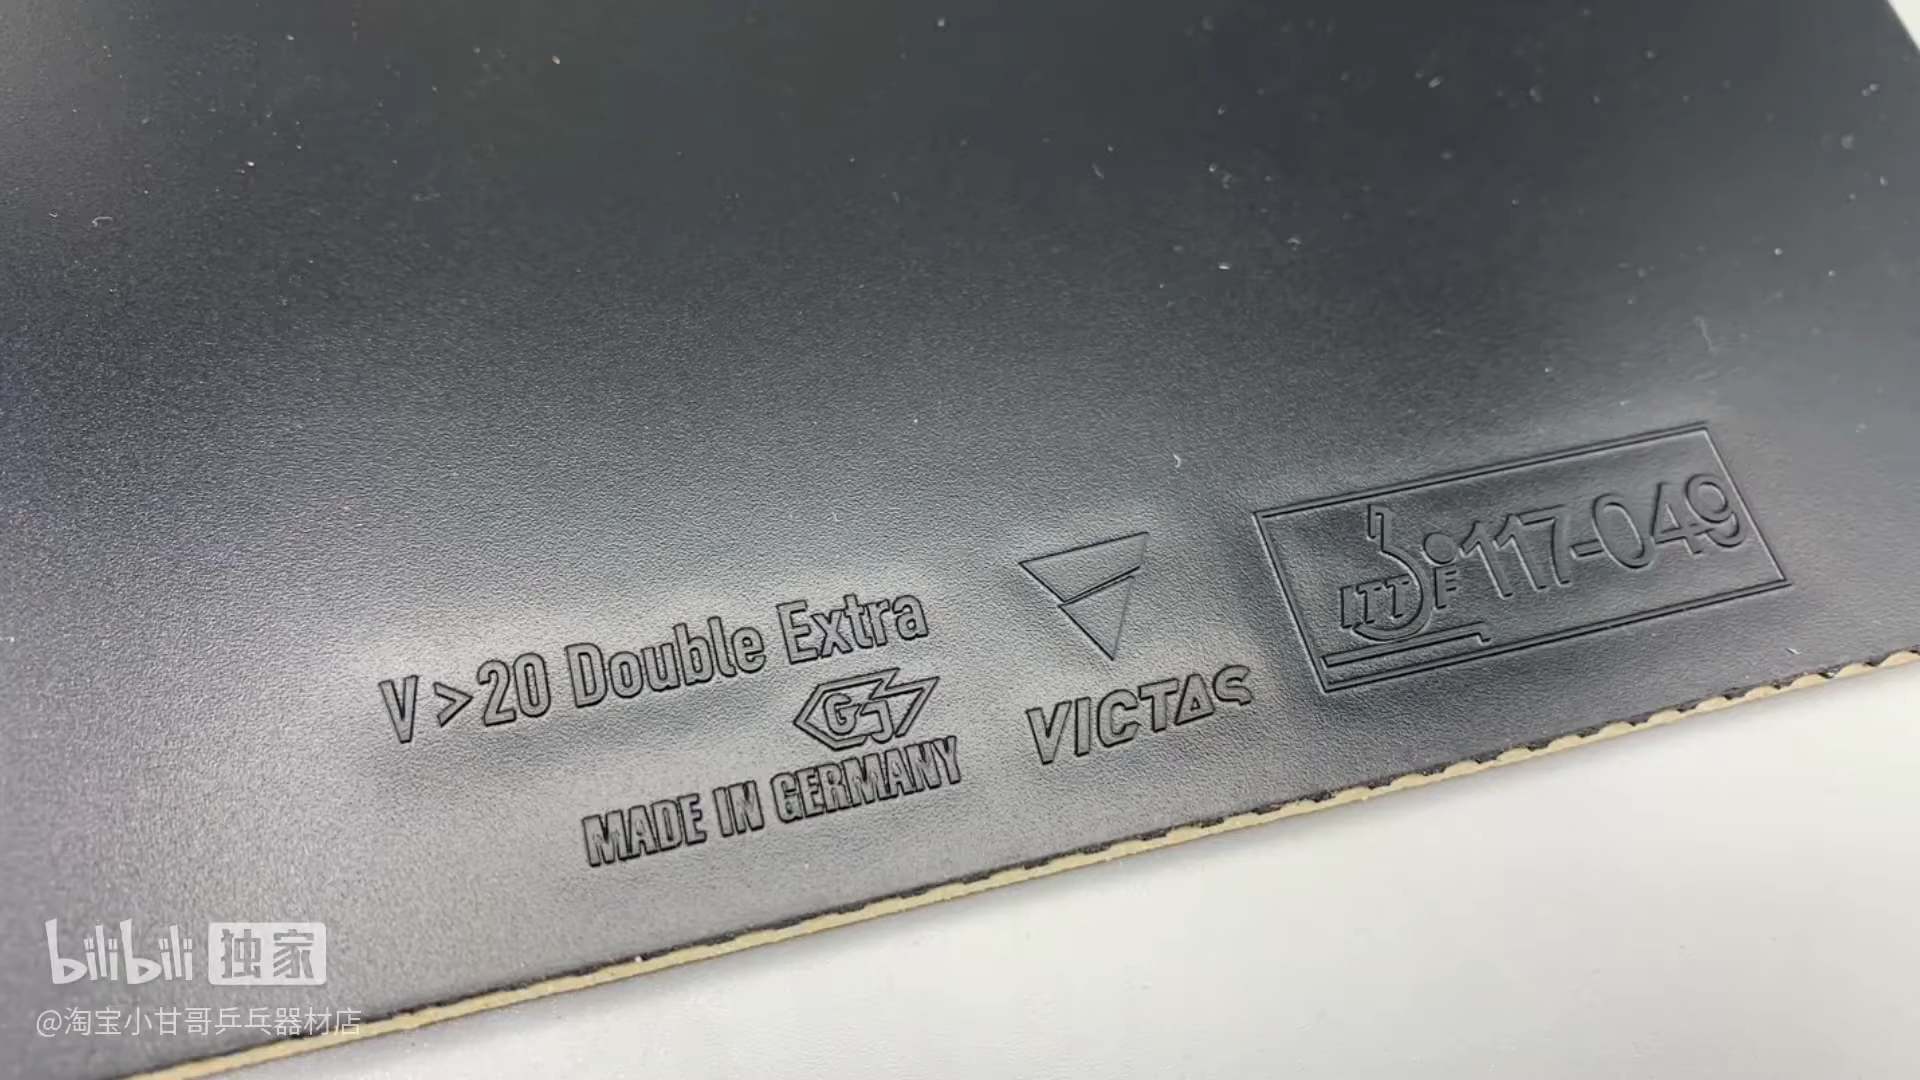 V>20 Double Extra
GJ7
MADE IN GERMANY
VICTAS
ITTF 117-049
bilibili 独家
@淘宝小甘哥乒乓器材店